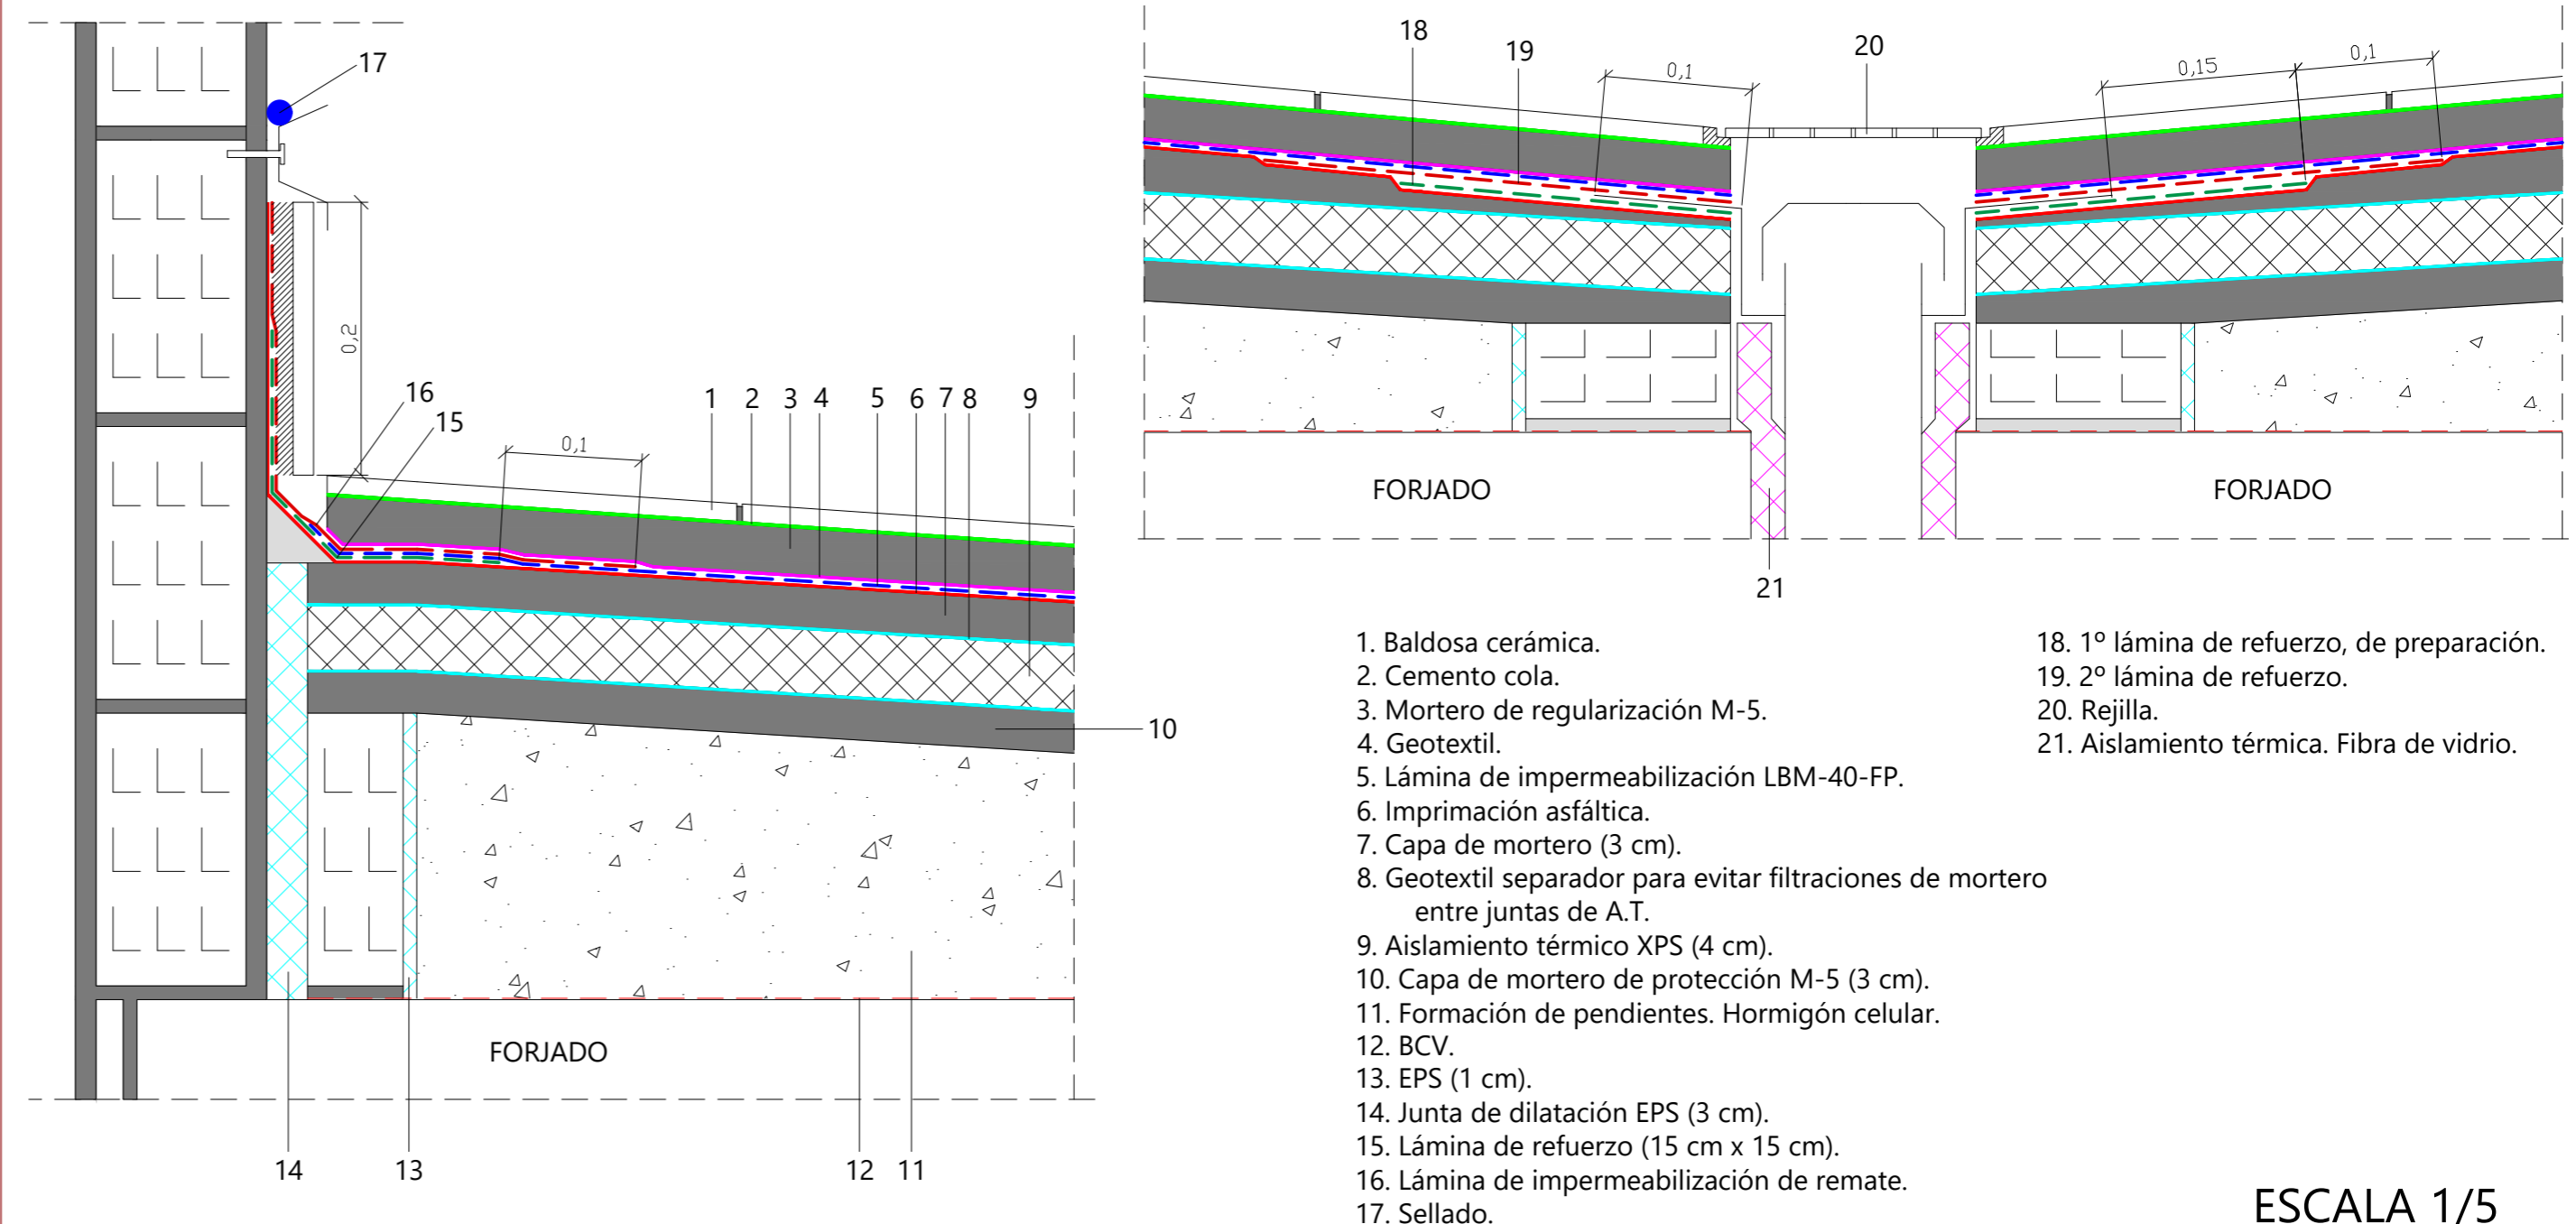 17
0,2
16
15
0,1
1 2 3 4 5 6 7 8 9
10
FORJADO
14 13 12 11
18
19
20
0,1
0,15
0,1
FORJADO
FORJADO
21
1. Baldosa cerámica.
2. Cemento cola.
3. Mortero de regularización M-5.
4. Geotextil.
5. Lámina de impermeabilización LBM-40-FP.
6. Imprimación asfáltica.
7. Capa de mortero (3 cm).
8. Geotextil separador para evitar filtraciones de mortero
entre juntas de A.T.
9. Aislamiento térmico XPS (4 cm).
10. Capa de mortero de protección M-5 (3 cm).
11. Formación de pendientes. Hormigón celular.
12. BCV.
13. EPS (1 cm).
14. Junta de dilatación EPS (3 cm).
15. Lámina de refuerzo (15 cm x 15 cm).
16. Lámina de impermeabilización de remate.
17. Sellado.
18. 1º lámina de refuerzo, de preparación.
19. 2º lámina de refuerzo.
20. Rejilla.
21. Aislamiento térmica. Fibra de vidrio.
ESCALA 1/5